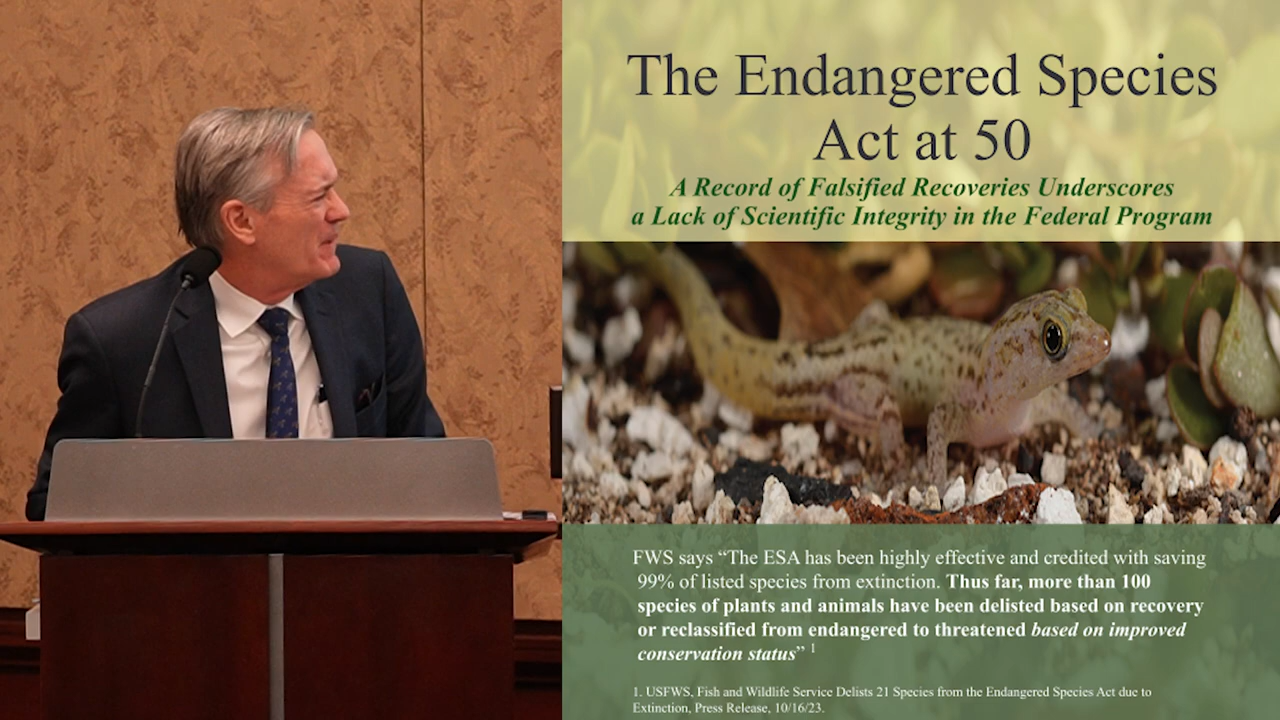 The Endangered Species
Act at 50
A Record of Falsified Recoveries Underscores
a Lack of Scientific Integrity in the Federal Program
FWS says “The ESA has been highly effective and credited with saving
99% of listed species from extinction. Thus far, more than 100
species of plants and animals have been delisted based on recovery
or reclassified from endangered to threatened based on improved
conservation status” 1
1. USFWS, Fish and Wildlife Service Delists 21 Species from the Endangered Species Act due to
Extinction, Press Release, 10/16/23.